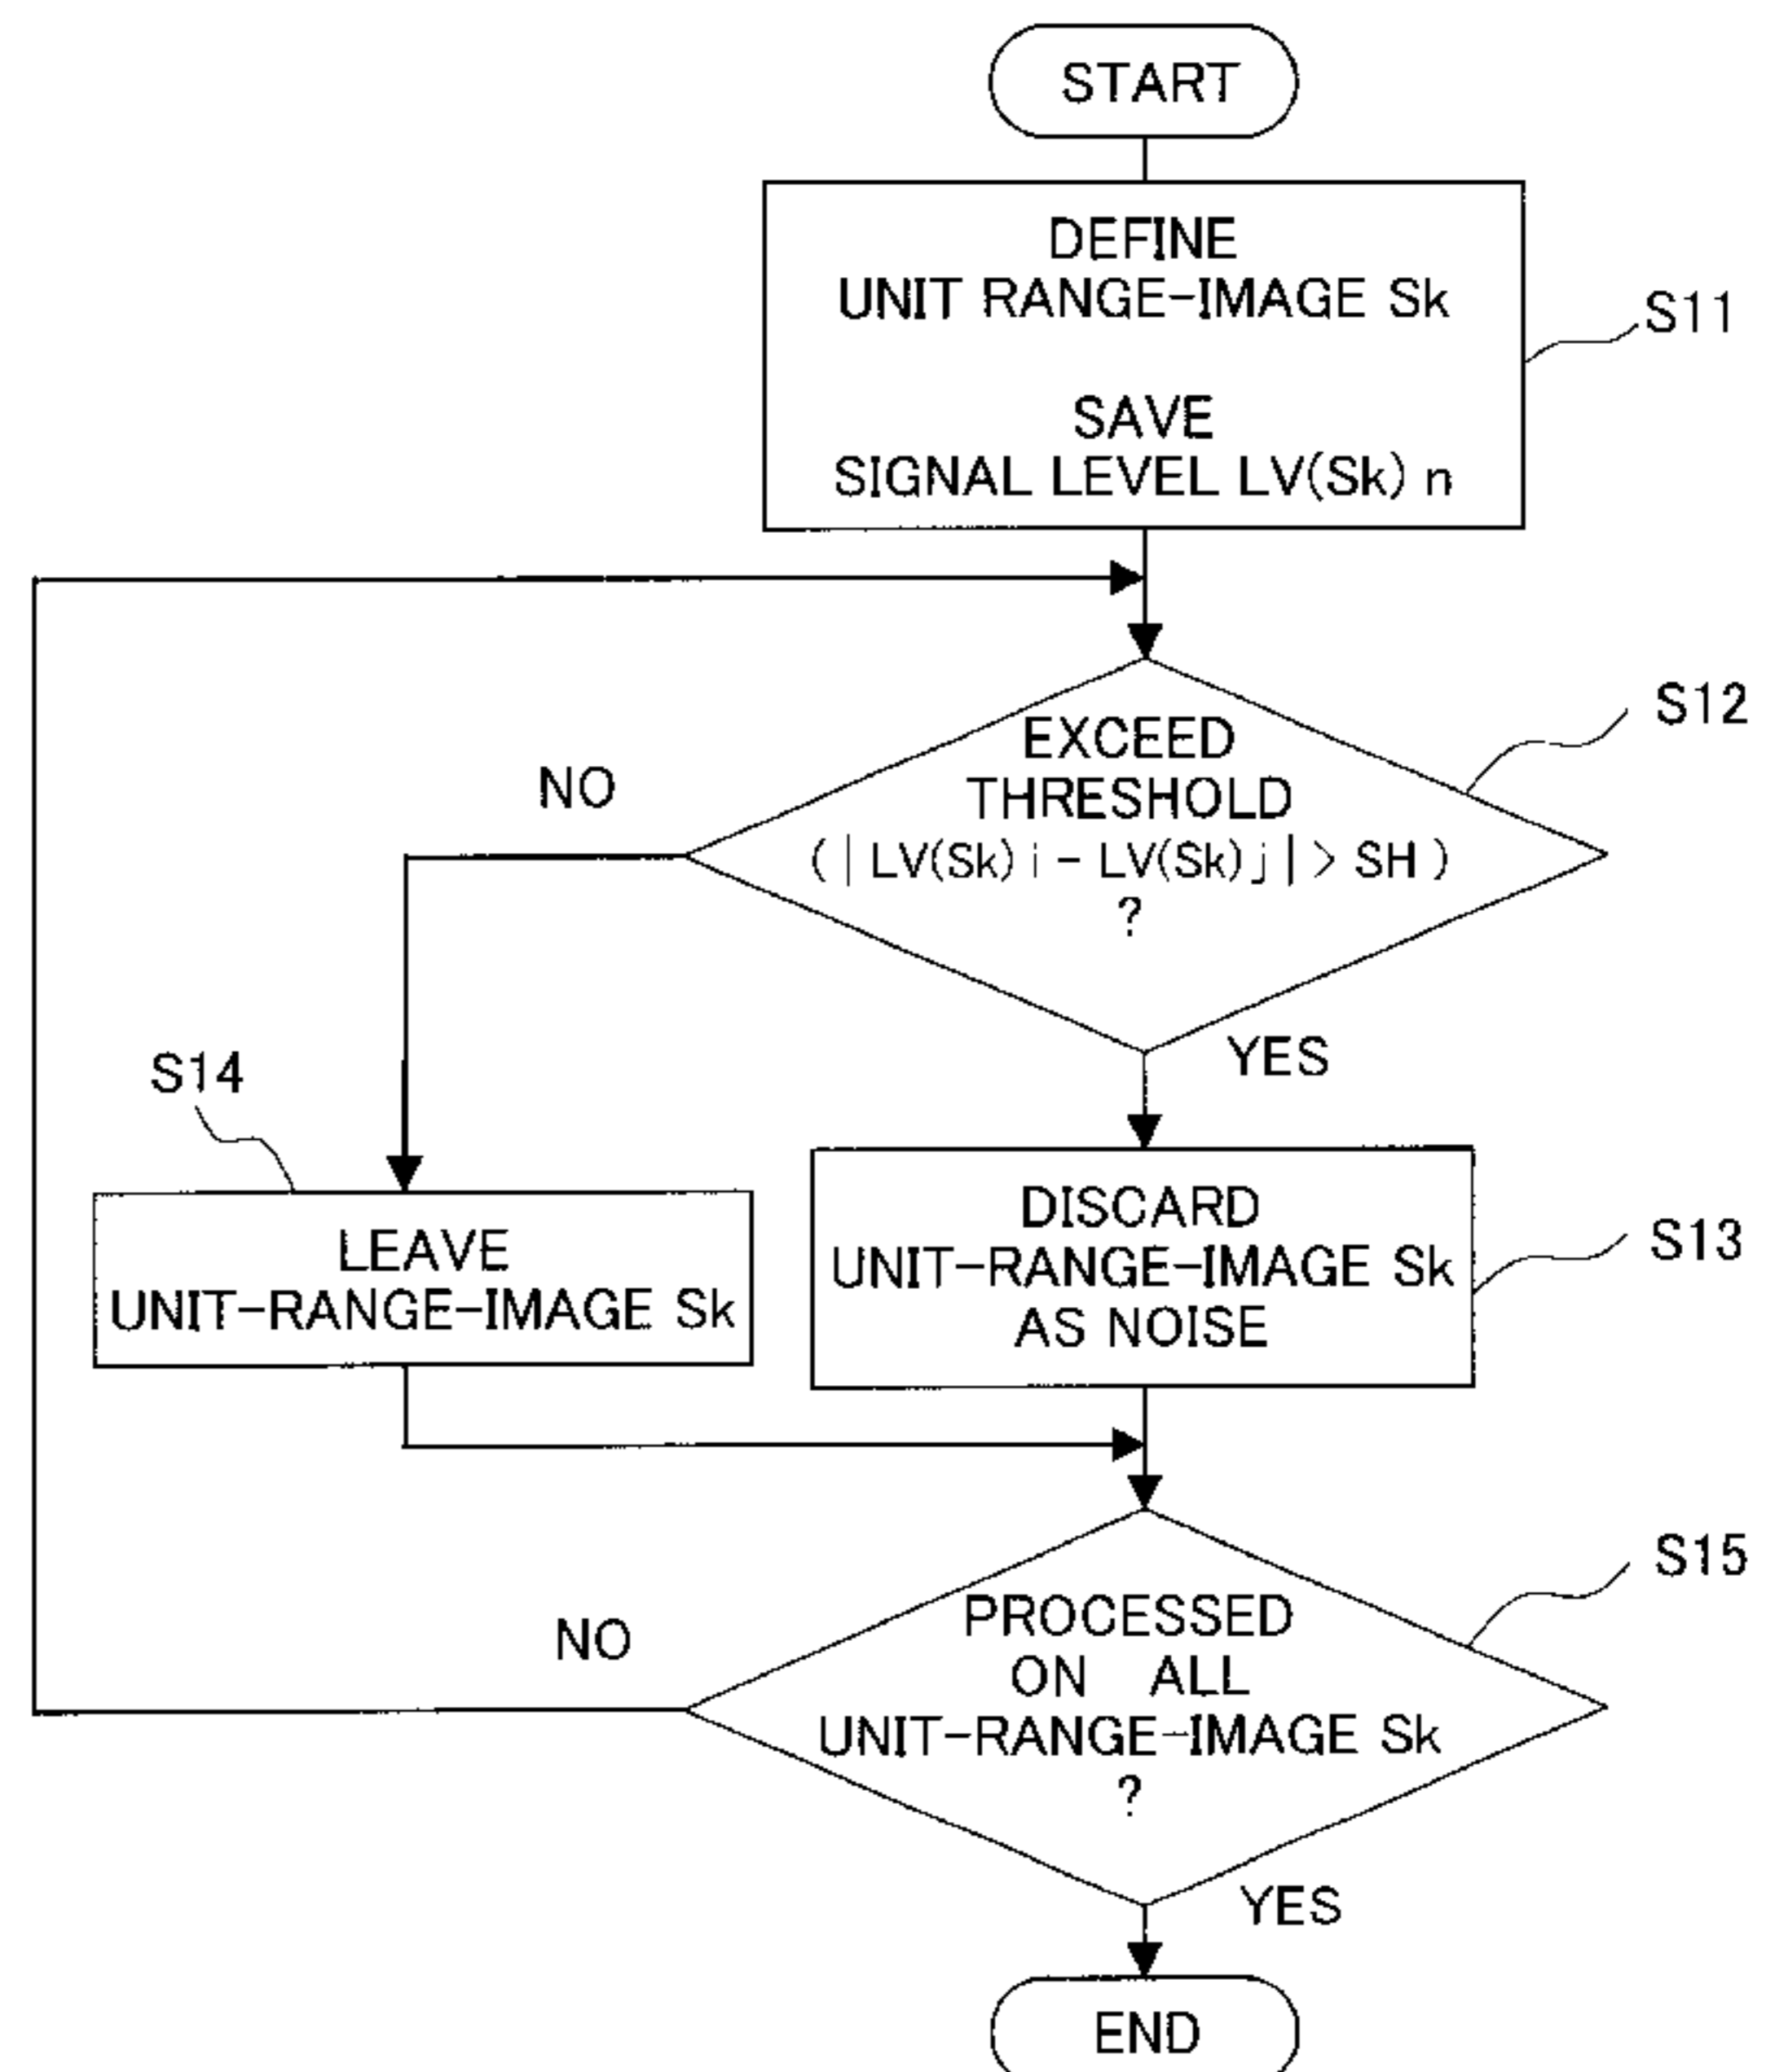 START
DEFINE
UNIT RANGE-IMAGE Sk
SAVE
SIGNAL LEVEL LV(Sk) n
S11
EXCEED
THRESHOLD
( | LV(Sk) i - LV(Sk) j | > SH )
?
S12
NO
YES
S14
LEAVE
UNIT-RANGE-IMAGE Sk
DISCARD
UNIT-RANGE-IMAGE Sk
AS NOISE
S13
PROCESSED
ON ALL
UNIT-RANGE-IMAGE Sk
?
S15
NO
YES
END